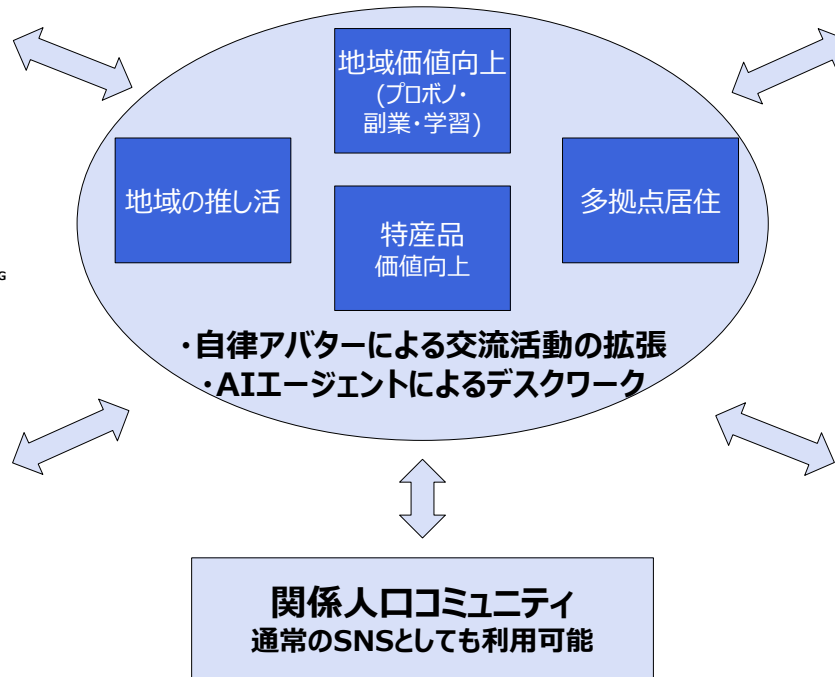 地域価値向上
(プロボノ・
副業・学習)
地域の推し活
多拠点居住
特産品
価値向上
G
・自律アバターによる交流活動の拡張
・AIエージェントによるデスクワーク
関係人口コミュニティ
通常のSNSとしても利用可能